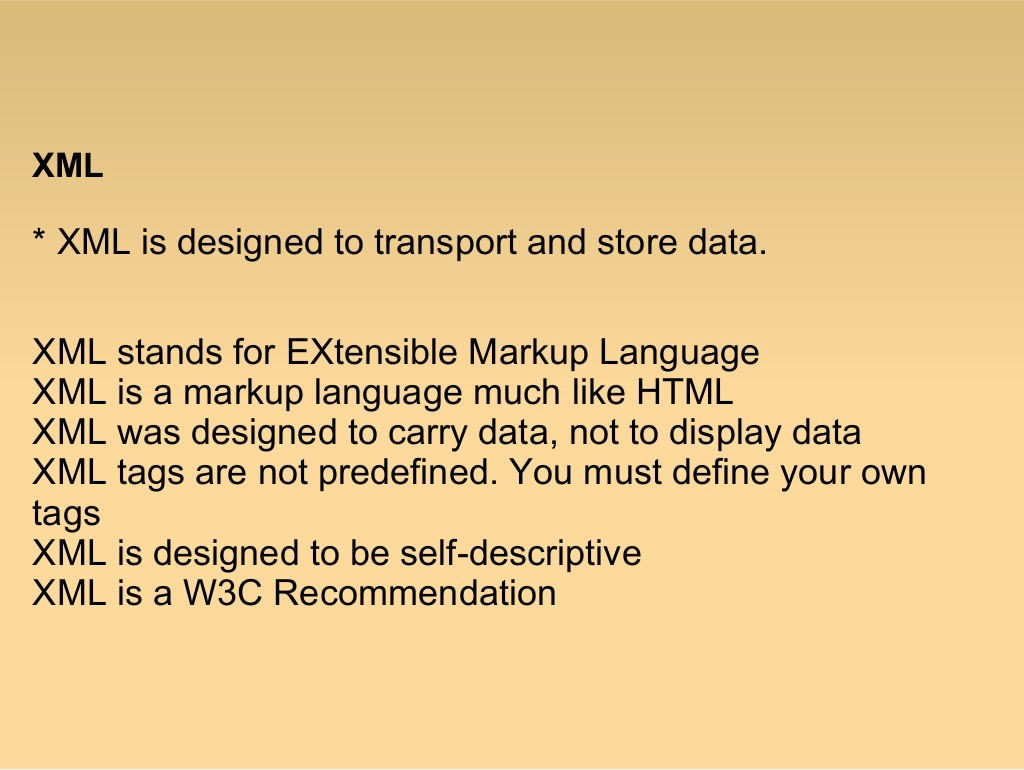 XML
* XML is designed to transport and store data.
XML stands for EXtensible Markup Language
XML is a markup language much like HTML
XML was designed to carry data, not to display data
XML tags are not predefined. You must define your own
tags
XML is designed to be self-descriptive
XML is a W3C Recommendation